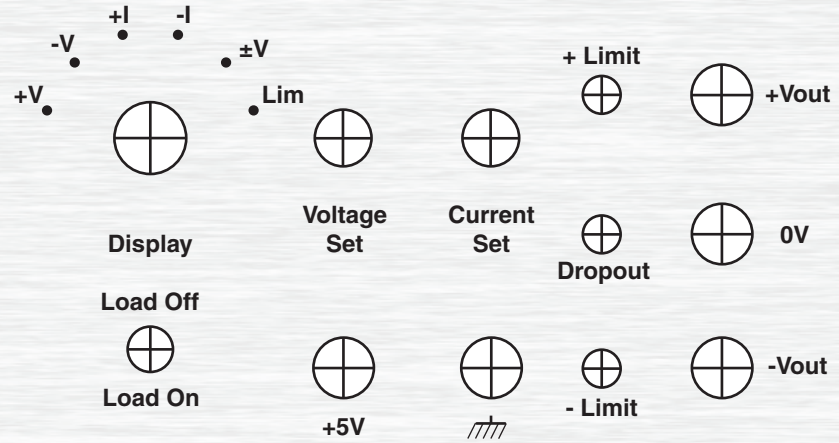 +I
-I
-V
±V
+V
Lim
+ Limit
+Vout
Voltage
Set
Current
Set
Display
0V
Dropout
Load Off
Load On
-Vout
- Limit
+5V